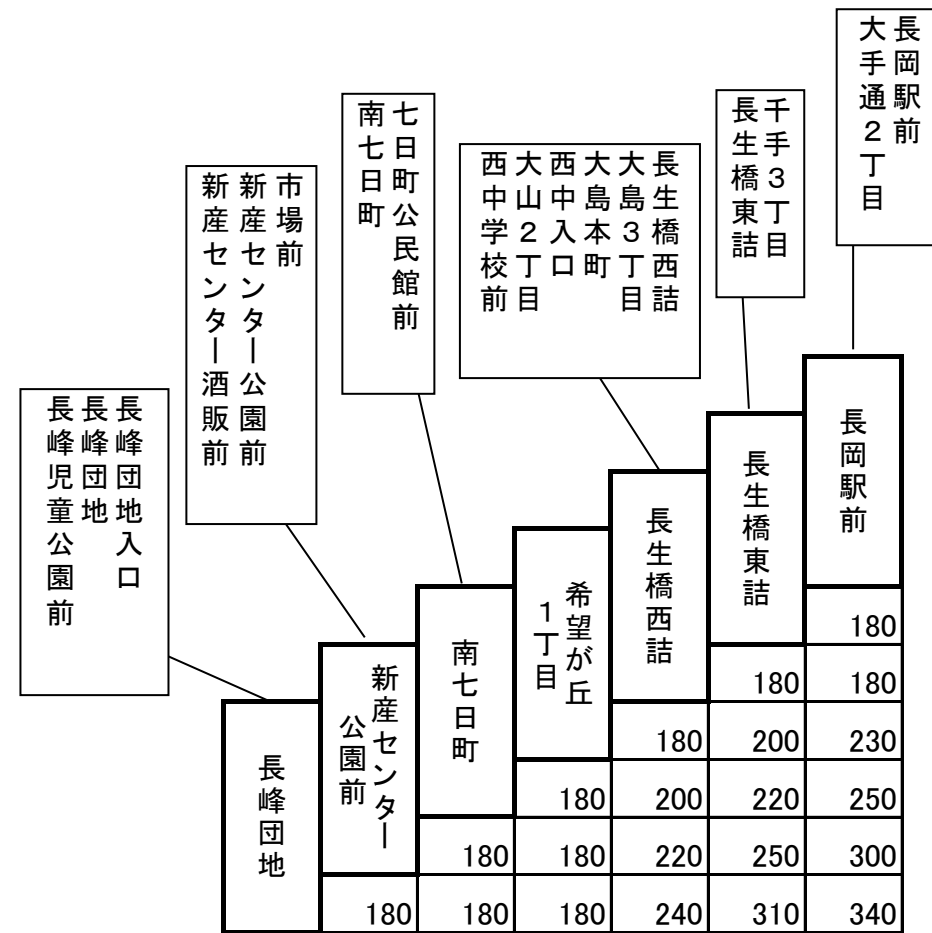 長岡駅前
大手通２丁目
千手３丁目
長生橋東詰
長生橋西詰
大島３丁目
大島本町
西中入口
大山２丁目
西中学校前
七日町公民館前
南七日町
市場前
新産センター公園前
新産センター酒販前
長峰団地入口
長峰団地
長峰児童公園前
長岡駅前
長生橋東詰
長生橋西詰
希望が丘
１丁目
南七日町
新産センター
公園前
長峰団地
180
180 180
180 200 230
180 200 220 250
180 180 220 250 300
180 180 180 240 310 340